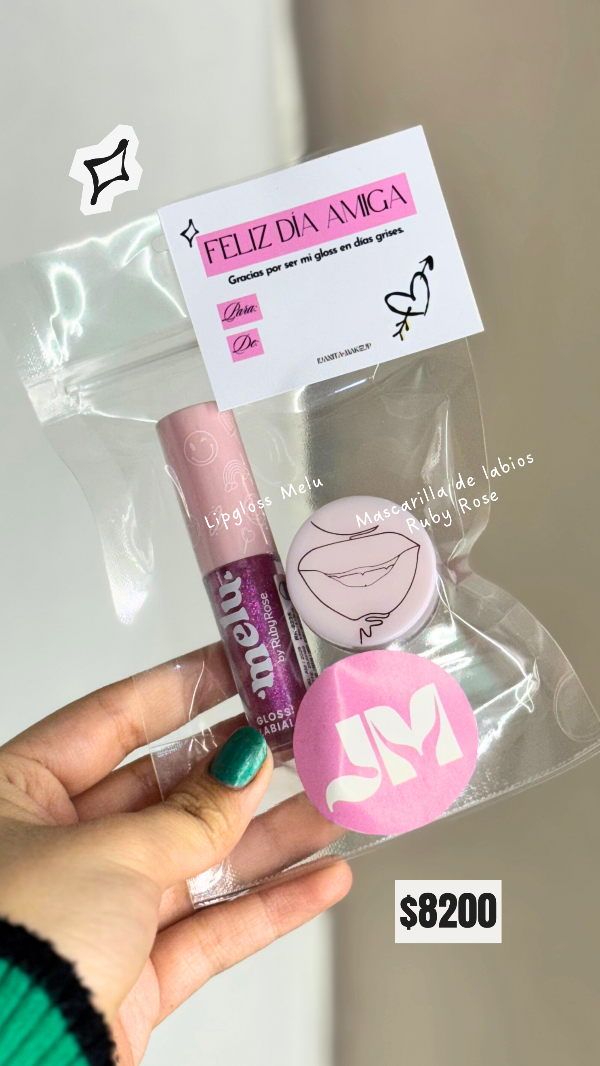 FELIZ DÍA AMIGA
Gracias por ser mi gloss en días grises.
Para:
De:
Lipgloss Melu
Mascarilla de labios
Ruby Rose
melu
by RubyRose
GLOSS
LABIAL
JM
$8200